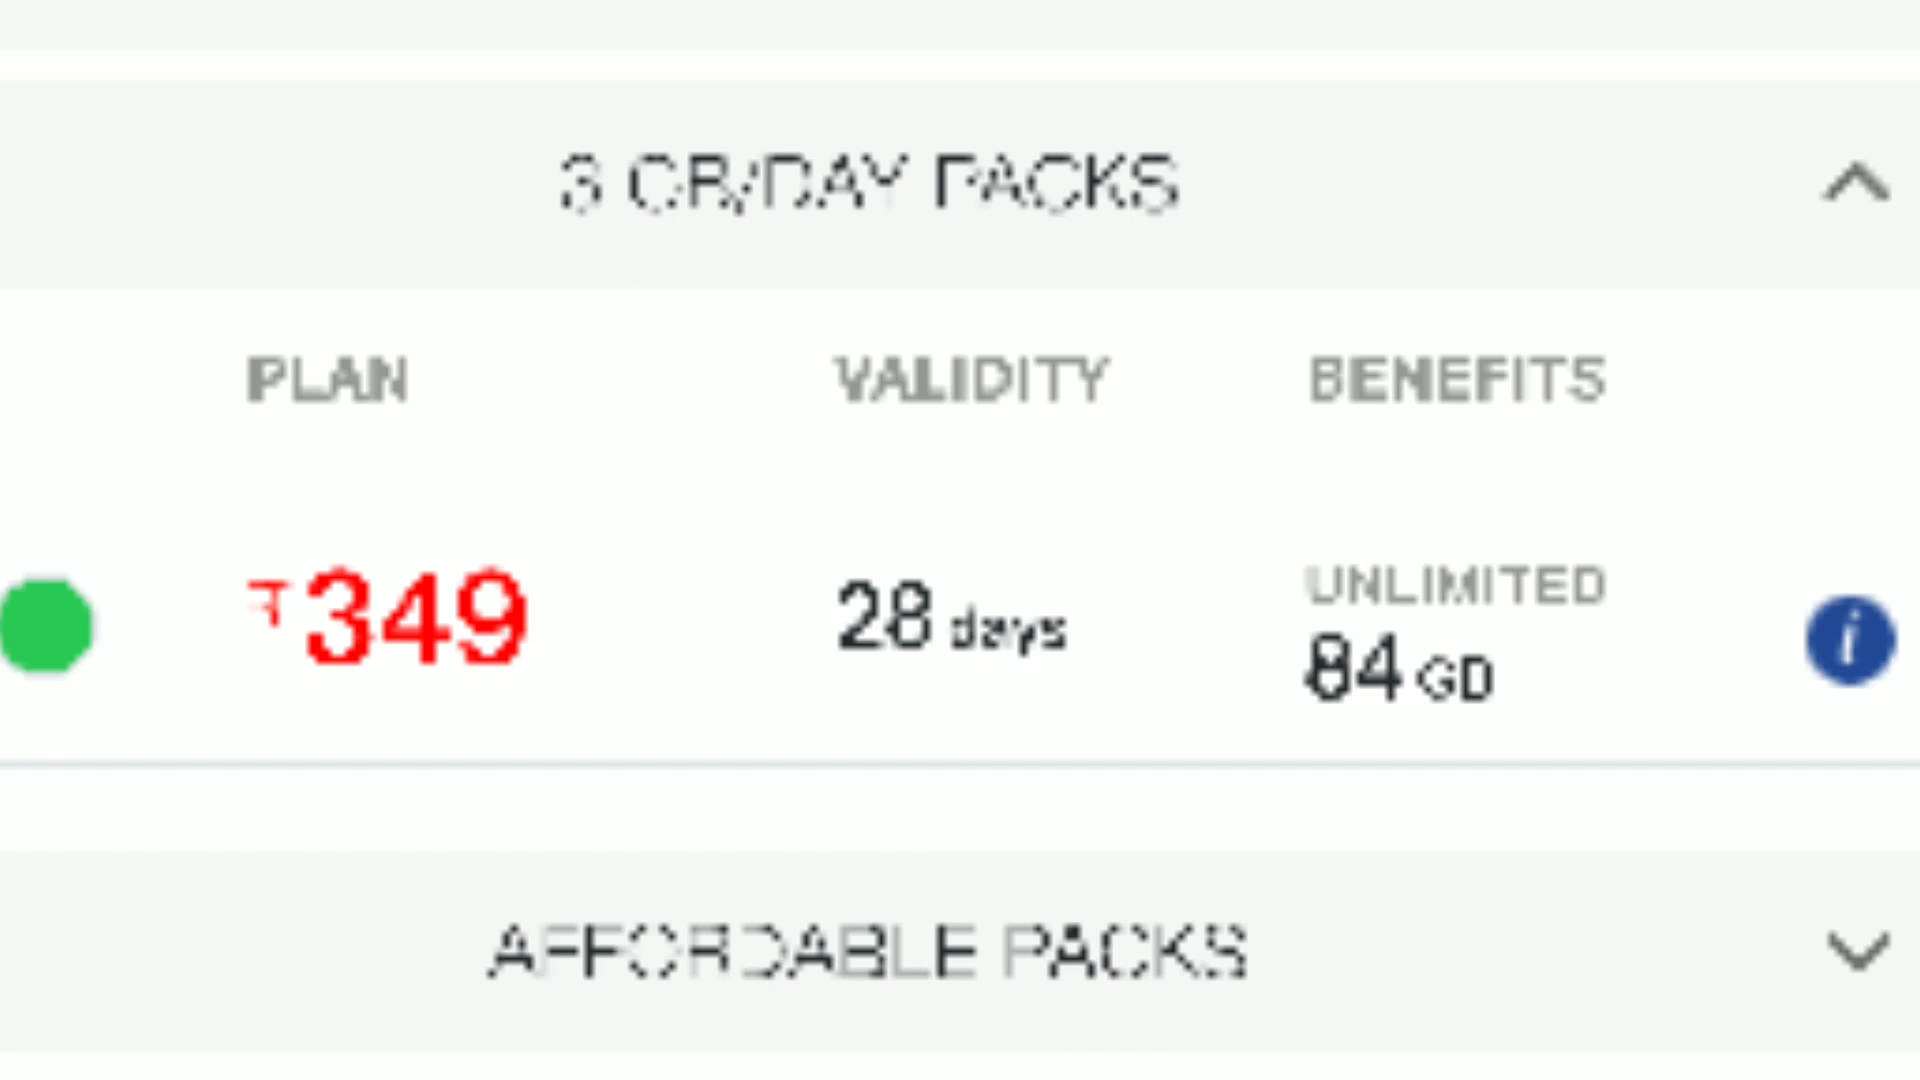 3 GB/DAY PACKS
PLAN VALIDITY BENEFITS
₹349 28 days UNLIMITED
84 GB
i
AFFORDABLE PACKS